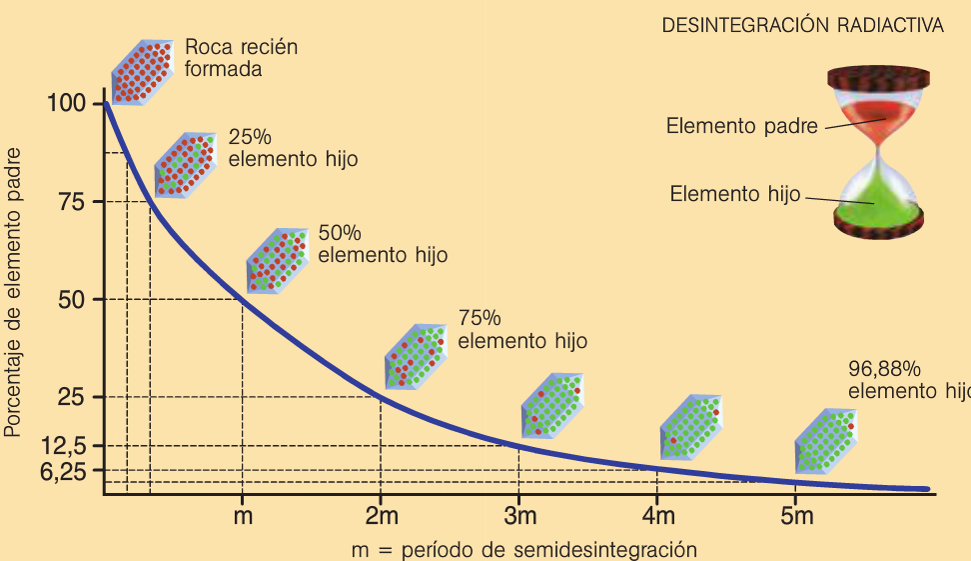 DESINTEGRACIÓN RADIACTIVA
Roca recién
formada
Elemento padre
Elemento hijo
25%
elemento hijo
50%
elemento hijo
75%
elemento hijo
96,88%
elemento hijo
Porcentaje de elemento padre
100
75
50
25
12,5
6,25
m
2m
3m
4m
5m
m = período de semidesintegración